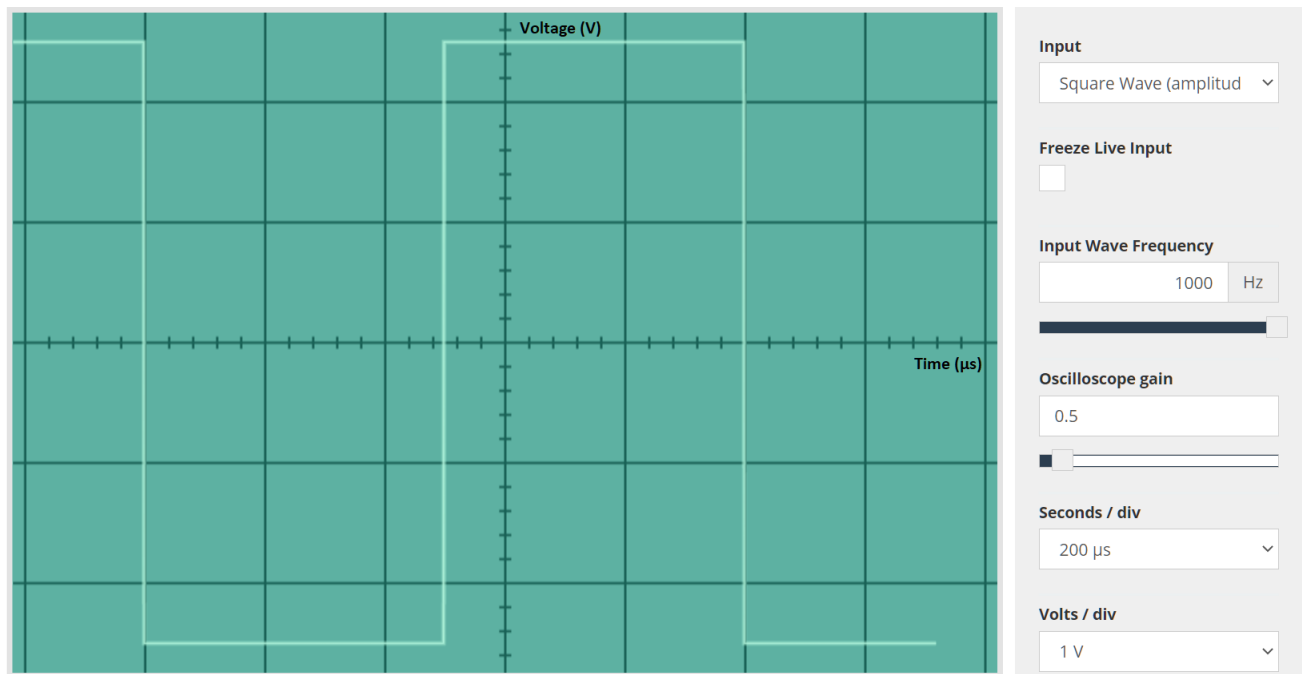 Voltage (V)
Time (μs)
Input
Square Wave (amplitud
Freeze Live Input
Input Wave Frequency
1000 Hz
Oscilloscope gain
0.5
Seconds / div
200 μs
Volts / div
1 V